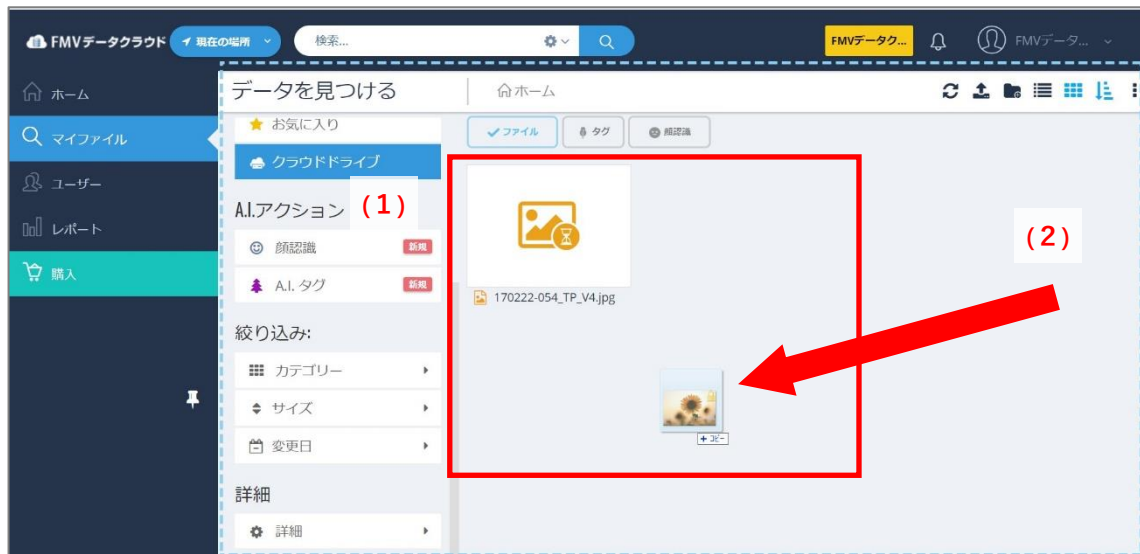 FMVデータクラウド
現在の場所
検索...
FMVデータク...
FMVデータ...
ホーム
マイファイル
ユーザー
レポート
購入
データを見つける
ホーム
お気に入り
クラウドドライブ
A.I.アクション
(1)
顔認識
新規
A.I. タグ
新規
絞り込み:
カテゴリー
サイズ
変更日
詳細
詳細
ファイル
タグ
顔認識
170222-054_TP_V4.jpg
(2)
+ コピー